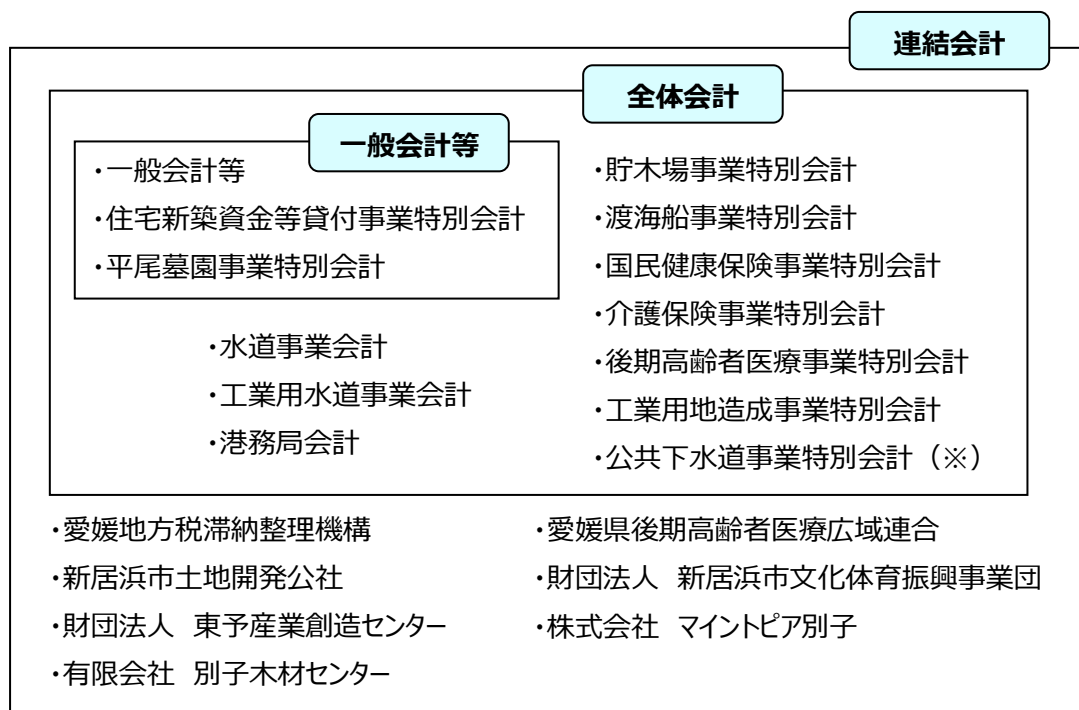 連結会計
全体会計
一般会計等
・一般会計等
・住宅新築資金等貸付事業特別会計
・平尾墓園事業特別会計
・水道事業会計
・工業用水道事業会計
・港務局会計
・貯木場事業特別会計
・渡海船事業特別会計
・国民健康保険事業特別会計
・介護保険事業特別会計
・後期高齢者医療事業特別会計
・工業用地造成事業特別会計
・公共下水道事業特別会計（※）
・愛媛地方税滞納整理機構
・新居浜市土地開発公社
・財団法人　東予産業創造センター
・有限会社　別子木材センター
・愛媛県後期高齢者医療広域連合
・財団法人　新居浜市文化体育振興事業団
・株式会社　マイントピア別子